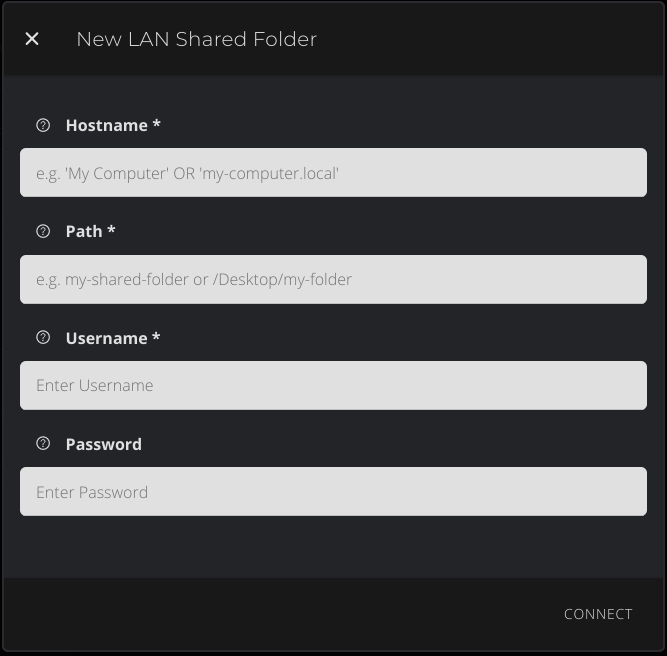 New LAN Shared Folder
Hostname *
e.g. 'My Computer' OR 'my-computer.local'
Path *
e.g. my-shared-folder or /Desktop/my-folder
Username *
Enter Username
Password
Enter Password
CONNECT